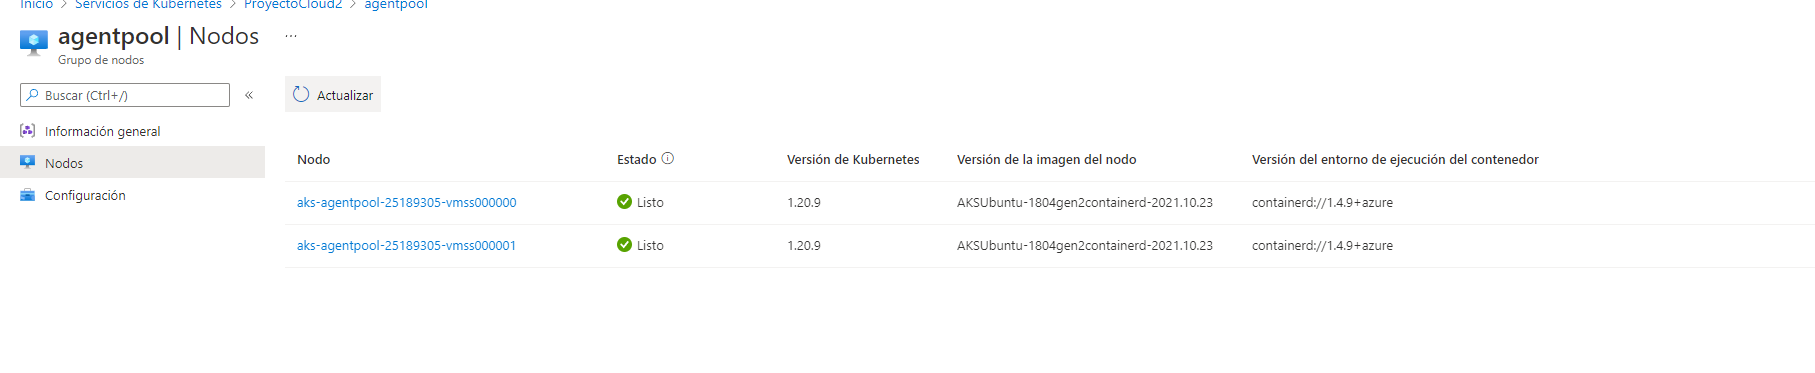 Inicio > Servicios de Kubernetes > ProyectoCloud2 > agentpool
agentpool | Nodos ...
Grupo de nodos
Buscar (Ctrl+/) «
Actualizar
Información general
Nodos
Configuración
Nodo Estado Versión de Kubernetes Versión de la imagen del nodo Versión del entorno de ejecución del contenedor
aks-agentpool-25189305-vmss000000 Listo 1.20.9 AKSUbuntu-1804gen2containerd-2021.10.23 containerd://1.4.9+azure
aks-agentpool-25189305-vmss000001 Listo 1.20.9 AKSUbuntu-1804gen2containerd-2021.10.23 containerd://1.4.9+azure